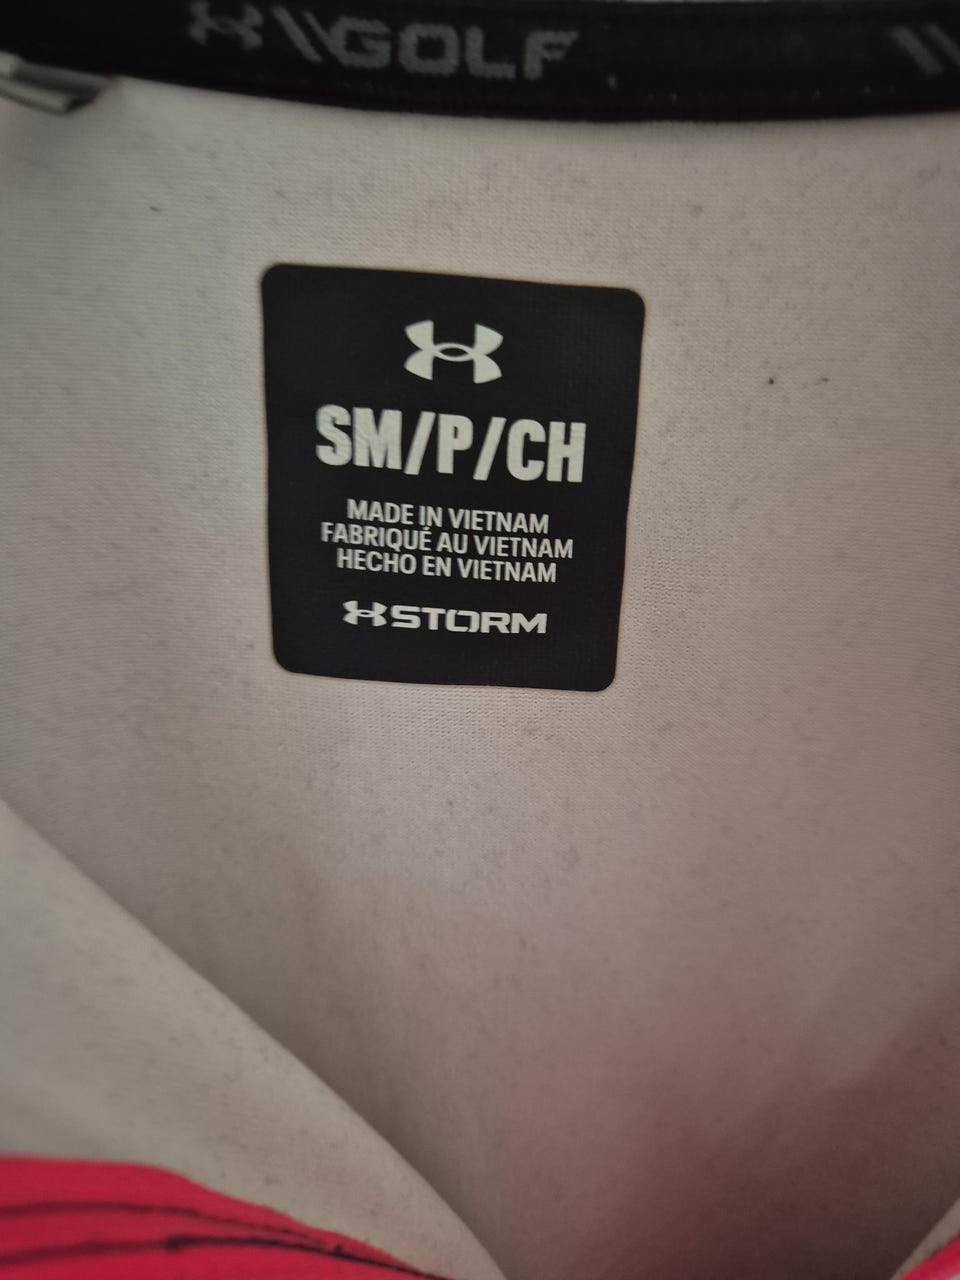 \\GOLF
SM/P/CH
MADE IN VIETNAM
FABRIQUÉ AU VIETNAM
HECHO EN VIETNAM
STORM